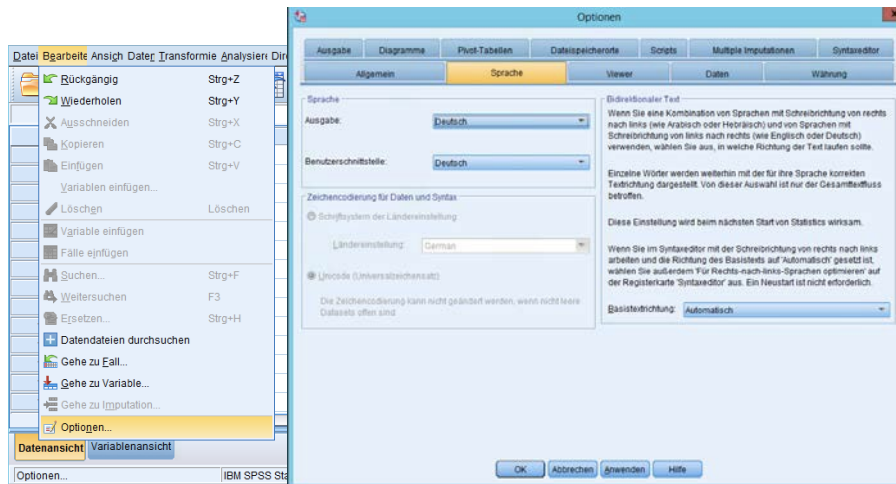 Datei Bearbeite Ansich Date Transformie Analysiere Dir
Rückgängig Strg+Z
Wiederholen Strg+Y
Ausschneiden Strg+X
Kopieren Strg+C
Einfügen Strg+V
Variablen einfügen...
Löschen Löschen
Variable einfügen
Fälle einfügen
Suchen... Strg+F
Weitersuchen F3
Ersetzen... Strg+H
Datendateien durchsuchen
Gehe zu Fall...
Gehe zu Variable...
Gehe zu Imputation...
Optionen...
Datenansicht Variablenansicht
Optionen... IBM SPSS Sta
Optionen
Ausgabe Diagramme Pivot-Tabellen Dateispeicherorte Scripts Multiple Imputationen Syntaxeditor
Allgemein Sprache Viewer Daten Währung
Sprache
Ausgabe: Deutsch
Benutzerschnittstelle: Deutsch
Zeichencodierung für Daten und Syntax
Schriftsystem der Ländereinstellung:
Ländereinstellung: German
Unicode (Universalzeichensatz)
Die Zeichencodierung kann nicht geändert werden, wenn nicht leere
Datasets offen sind
Bidirektionaler Text
Wenn Sie eine Kombination von Sprachen mit Schreibrichtung von rechts
nach links (wie Arabisch oder Hebräisch) und von Sprachen mit
Schreibrichtung von links nach rechts (wie Englisch oder Deutsch)
verwenden, wählen Sie aus, in welche Richtung der Text laufen sollte.
Einzelne Wörter werden weiterhin mit der für ihre Sprache korrekten
Textrichtung dargestellt. Von dieser Auswahl ist nur der Gesamttextfluss
betroffen.
Diese Einstellung wird beim nächsten Start von Statistics wirksam.
Wenn Sie im Syntaxeditor mit der Schreibrichtung von rechts nach links
arbeiten und die Richtung des Basistexts auf 'Automatisch' gesetzt ist,
wählen Sie außerdem 'Für Rechts-nach-links-Sprachen optimieren' auf
der Registerkarte 'Syntaxeditor' aus. Ein Neustart ist nicht erforderlich.
Basistextrichtung: Automatisch
OK Abbrechen Anwenden Hilfe